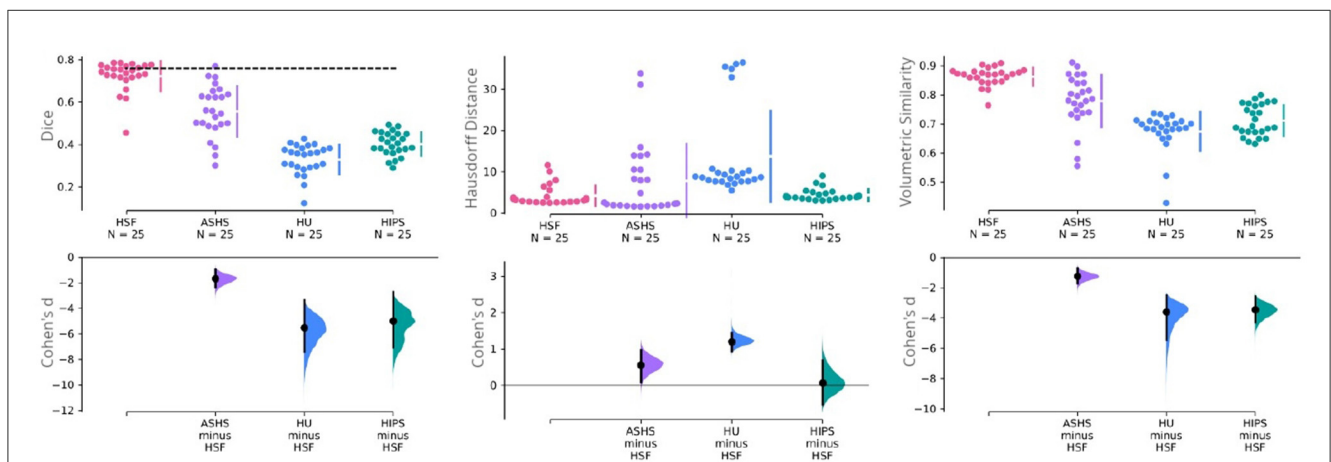 Dice
0.8
0.6
0.4
0.2
HSF
N = 25
ASHS
N = 25
HU
N = 25
HIPS
N = 25
Cohen's d
0
−2
−4
−6
−8
−10
−12
ASHS
minus
HSF
HU
minus
HSF
HIPS
minus
HSF
Hausdorff Distance
30
20
10
0
HSF
N = 25
ASHS
N = 25
HU
N = 25
HIPS
N = 25
Cohen's d
3
2
1
0
ASHS
minus
HSF
HU
minus
HSF
HIPS
minus
HSF
Volumetric Similarity
0.9
0.8
0.7
0.6
0.5
HSF
N = 25
ASHS
N = 25
HU
N = 25
HIPS
N = 25
Cohen's d
0
−2
−4
−6
−8
−10
ASHS
minus
HSF
HU
minus
HSF
HIPS
minus
HSF